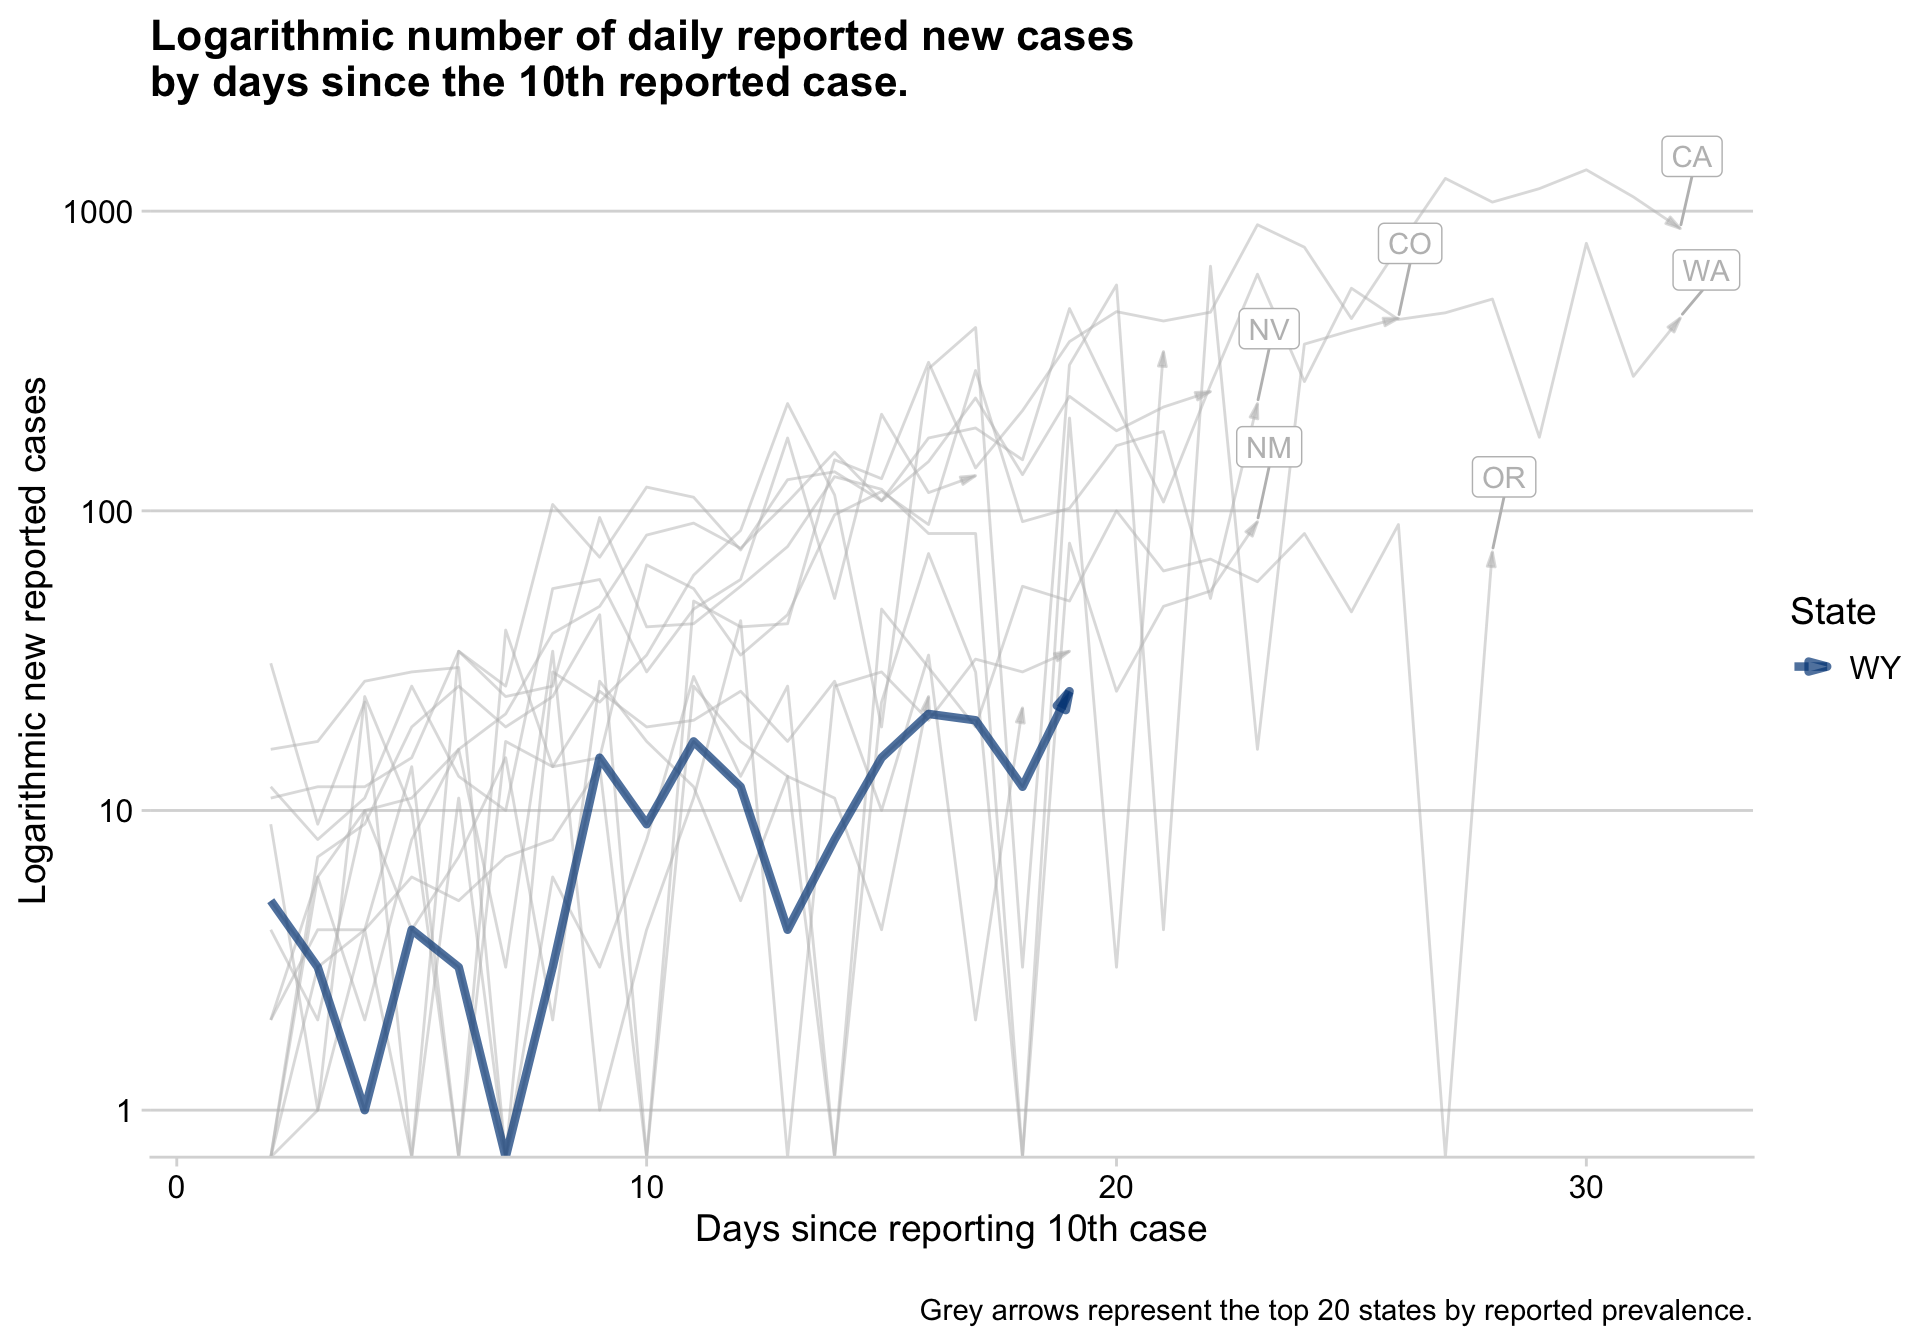 Logarithmic number of daily reported new cases
by days since the 10th reported case.
CA
1000
CO
WA
NV
NM
OR
100
10
1
Logarithmic new reported cases
State
WY
0 10 20 30
Days since reporting 10th case
Grey arrows represent the top 20 states by reported prevalence.